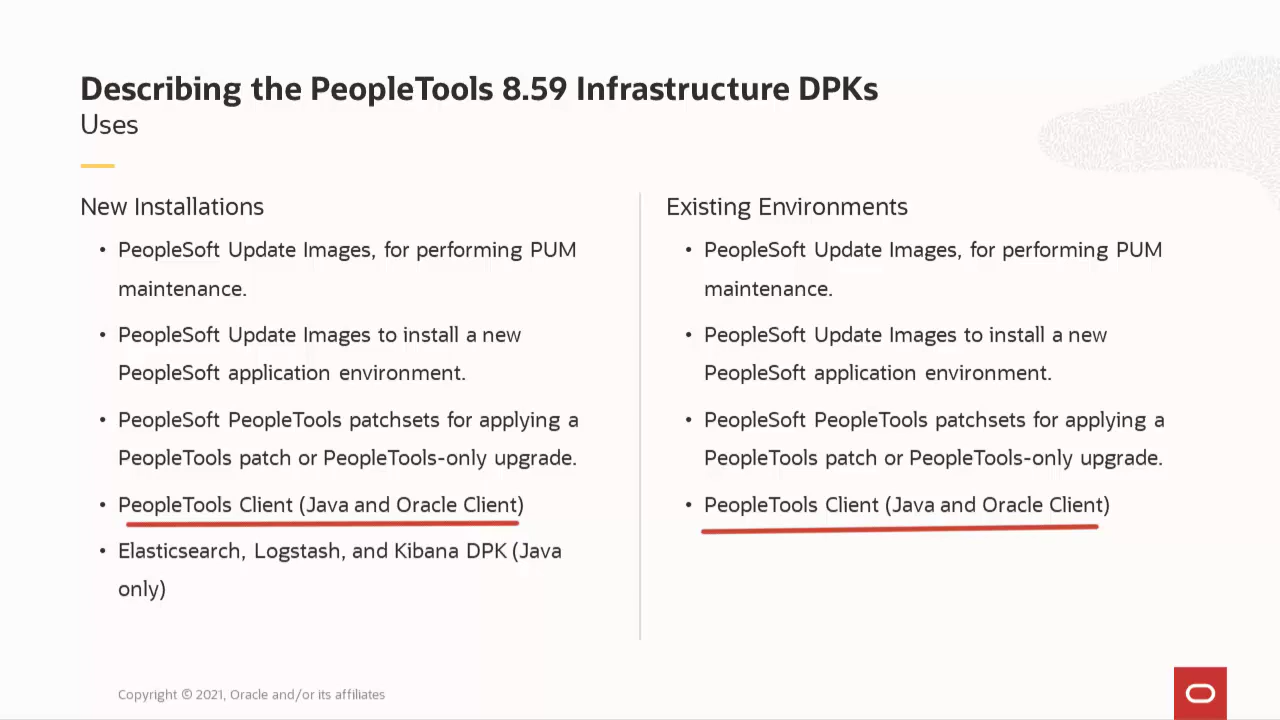 Describing the PeopleTools 8.59 Infrastructure DPKs
Uses
New Installations
• PeopleSoft Update Images, for performing PUM
maintenance.
• PeopleSoft Update Images to install a new
PeopleSoft application environment.
• PeopleSoft PeopleTools patchsets for applying a
PeopleTools patch or PeopleTools-only upgrade.
• PeopleTools Client (Java and Oracle Client)
• Elasticsearch, Logstash, and Kibana DPK (Java
only)
Existing Environments
• PeopleSoft Update Images, for performing PUM
maintenance.
• PeopleSoft Update Images to install a new
PeopleSoft application environment.
• PeopleSoft PeopleTools patchsets for applying a
PeopleTools patch or PeopleTools-only upgrade.
• PeopleTools Client (Java and Oracle Client)
Copyright © 2021, Oracle and/or its affiliates